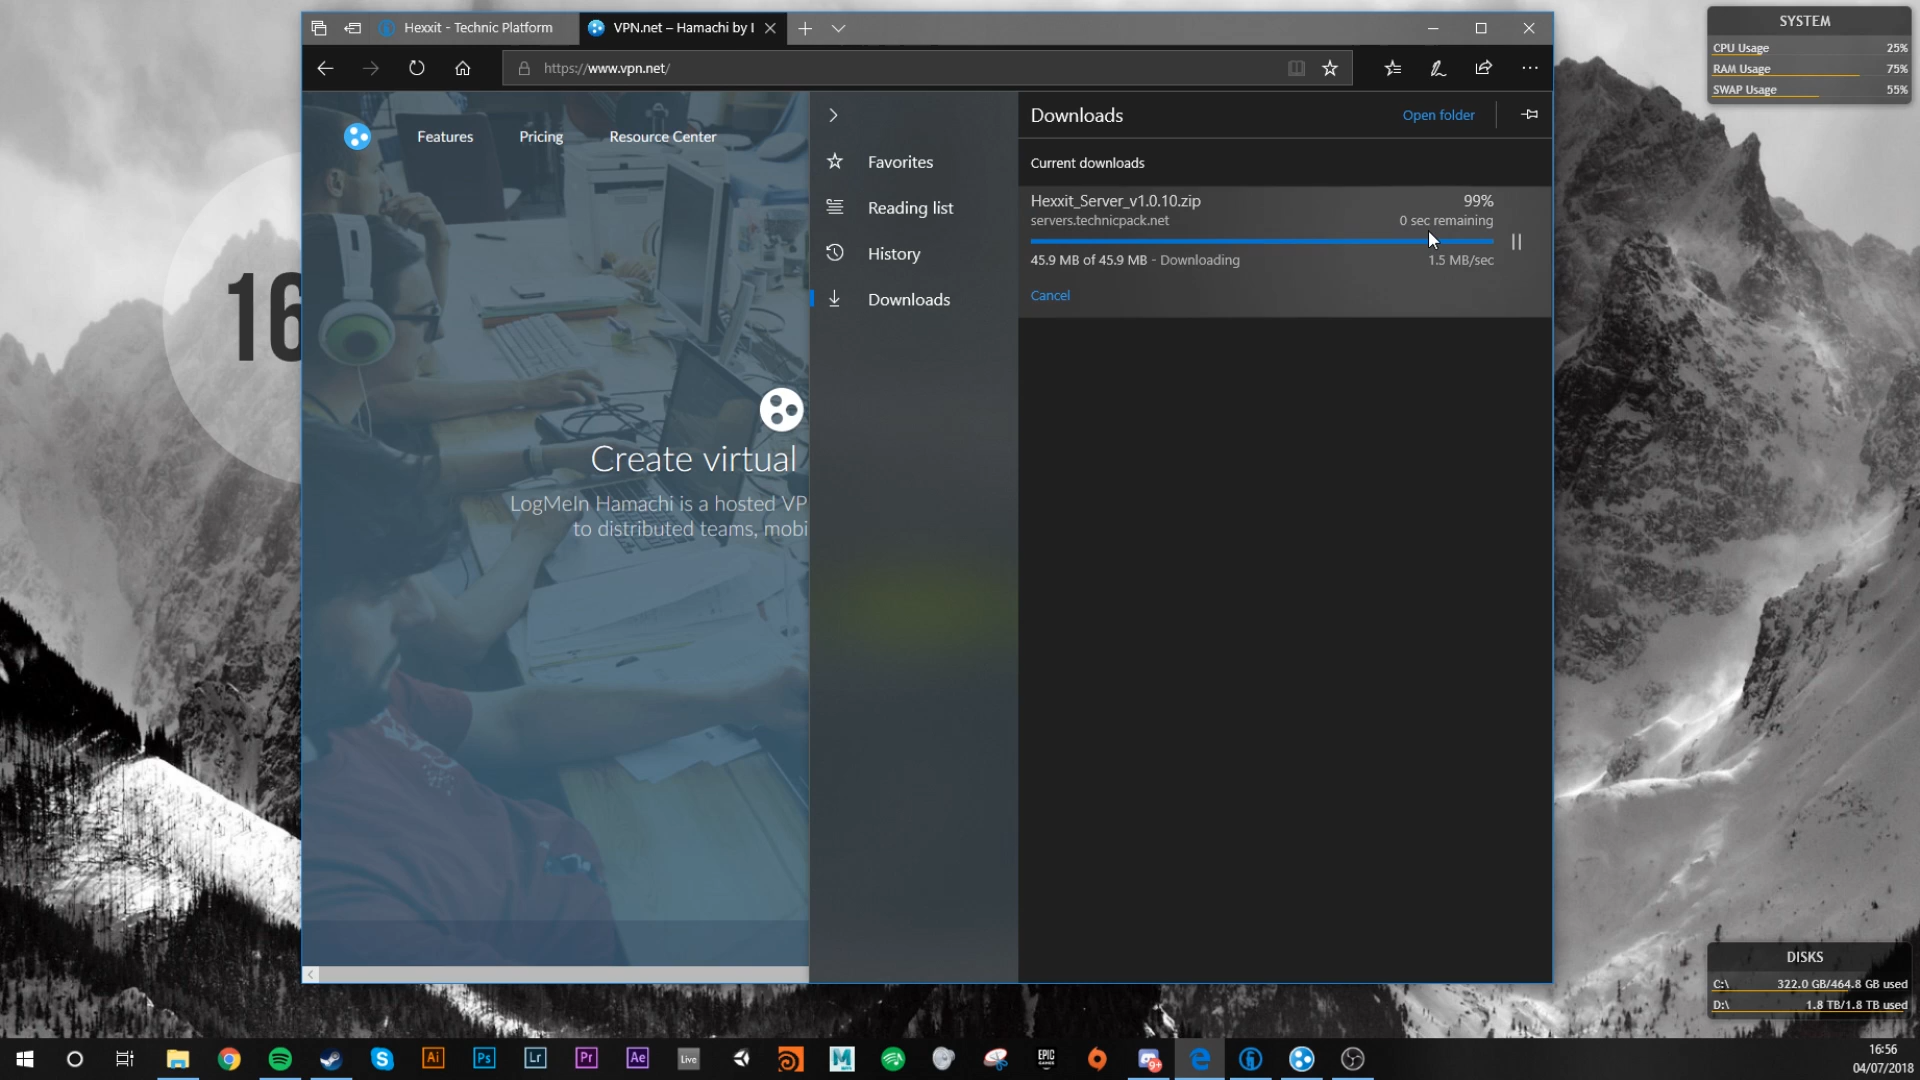 Hexxit - Technic Platform
VPN.net – Hamachi by l
https://www.vpn.net/
SYSTEM
CPU Usage 25%
RAM Usage 75%
SWAP Usage 55%
Features
Pricing
Resource Center
Favorites
Reading list
History
Downloads
Downloads
Open folder
Current downloads
Hexxit_Server_v1.0.10.zip 99%
servers.technicpack.net 0 sec remaining
45.9 MB of 45.9 MB - Downloading 1.5 MB/sec
Cancel
16
Create virtual
LogMeIn Hamachi is a hosted VP
to distributed teams, mobi
DISKS
C:\ 322.0 GB/464.8 GB used
D:\ 1.8 TB/1.8 TB used
Ai
Ps
Lr
Pr
Ae
Live
M
EPIC
GAMES
9+
16:56
04/07/2018